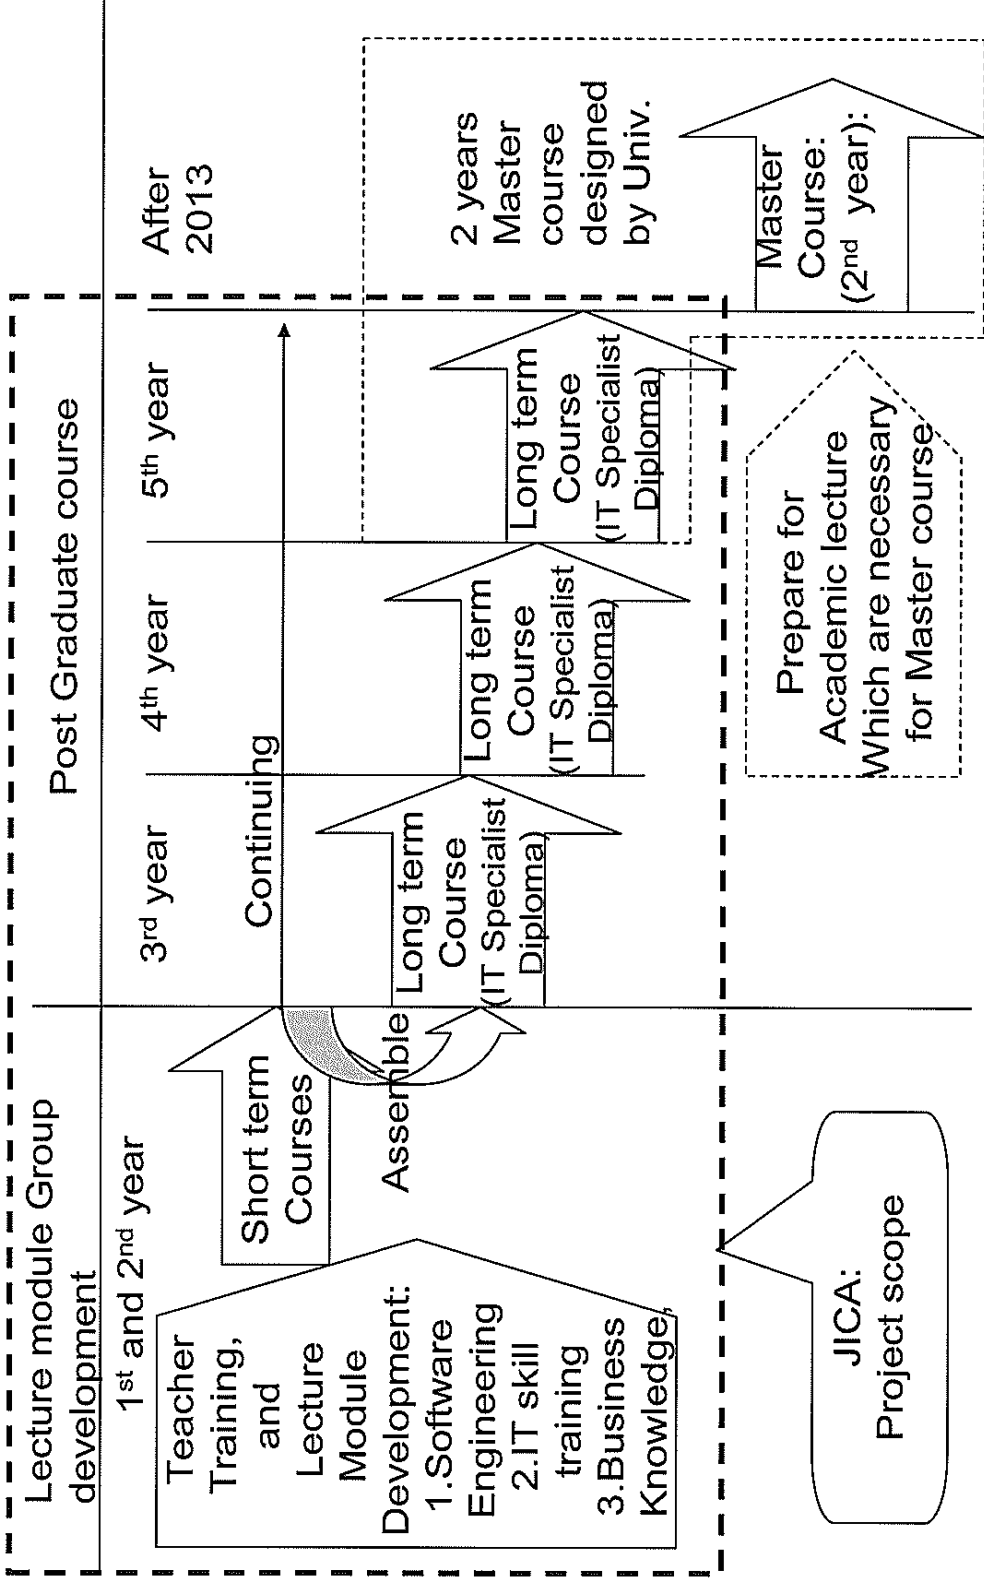 Lecture module Group
development
Post Graduate course
1st and 2nd year
3rd year
4th year
5th year
After
2013
Teacher
Training,
and
Lecture
Module
Development:
1.Software
Engineering
2.IT skill
training
3.Business
Knowledge,
Short term
Courses
Assemble
Continuing
Long term
Course
(IT Specialist
Diploma)
Long term
Course
(IT Specialist
Diploma)
Long term
Course
(IT Specialist
Diploma)
2 years
Master
course
designed
by Univ.
Master
Course:
(2nd year):
Prepare for
Academic lecture
Which are necessary
for Master course
JICA:
Project scope